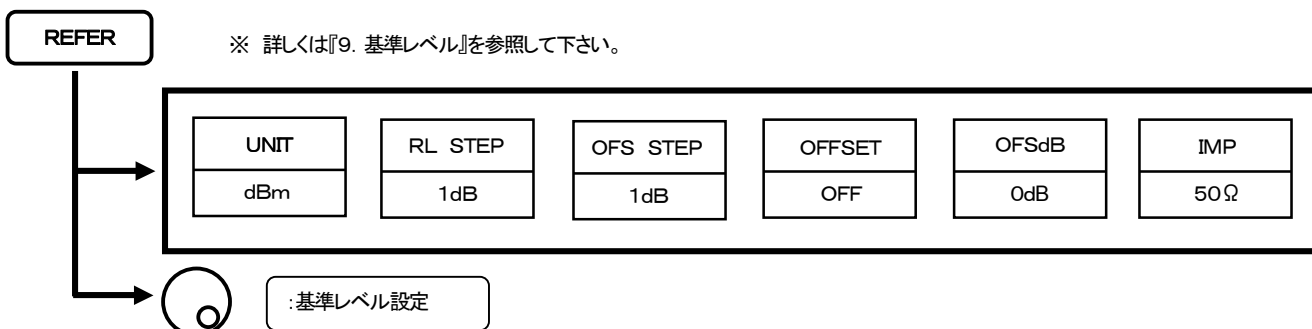 REFER
※ 詳しくは『9. 基準レベル』を参照して下さい。
UNIT RL STEP OFS STEP OFFSET OFSdB IMP
dBm 1dB 1dB OFF 0dB 50Ω
:基準レベル設定